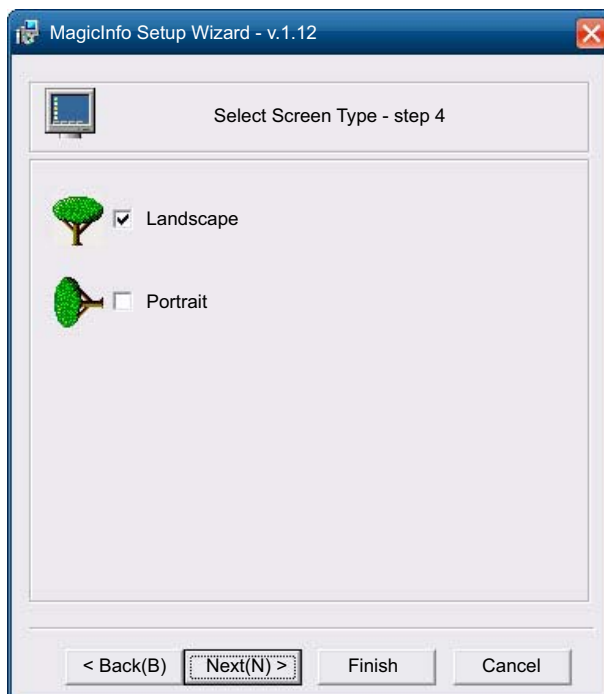 MagicInfo Setup Wizard - v.1.12
Select Screen Type - step 4
Landscape
Portrait
< Back(B) Next(N) > Finish Cancel